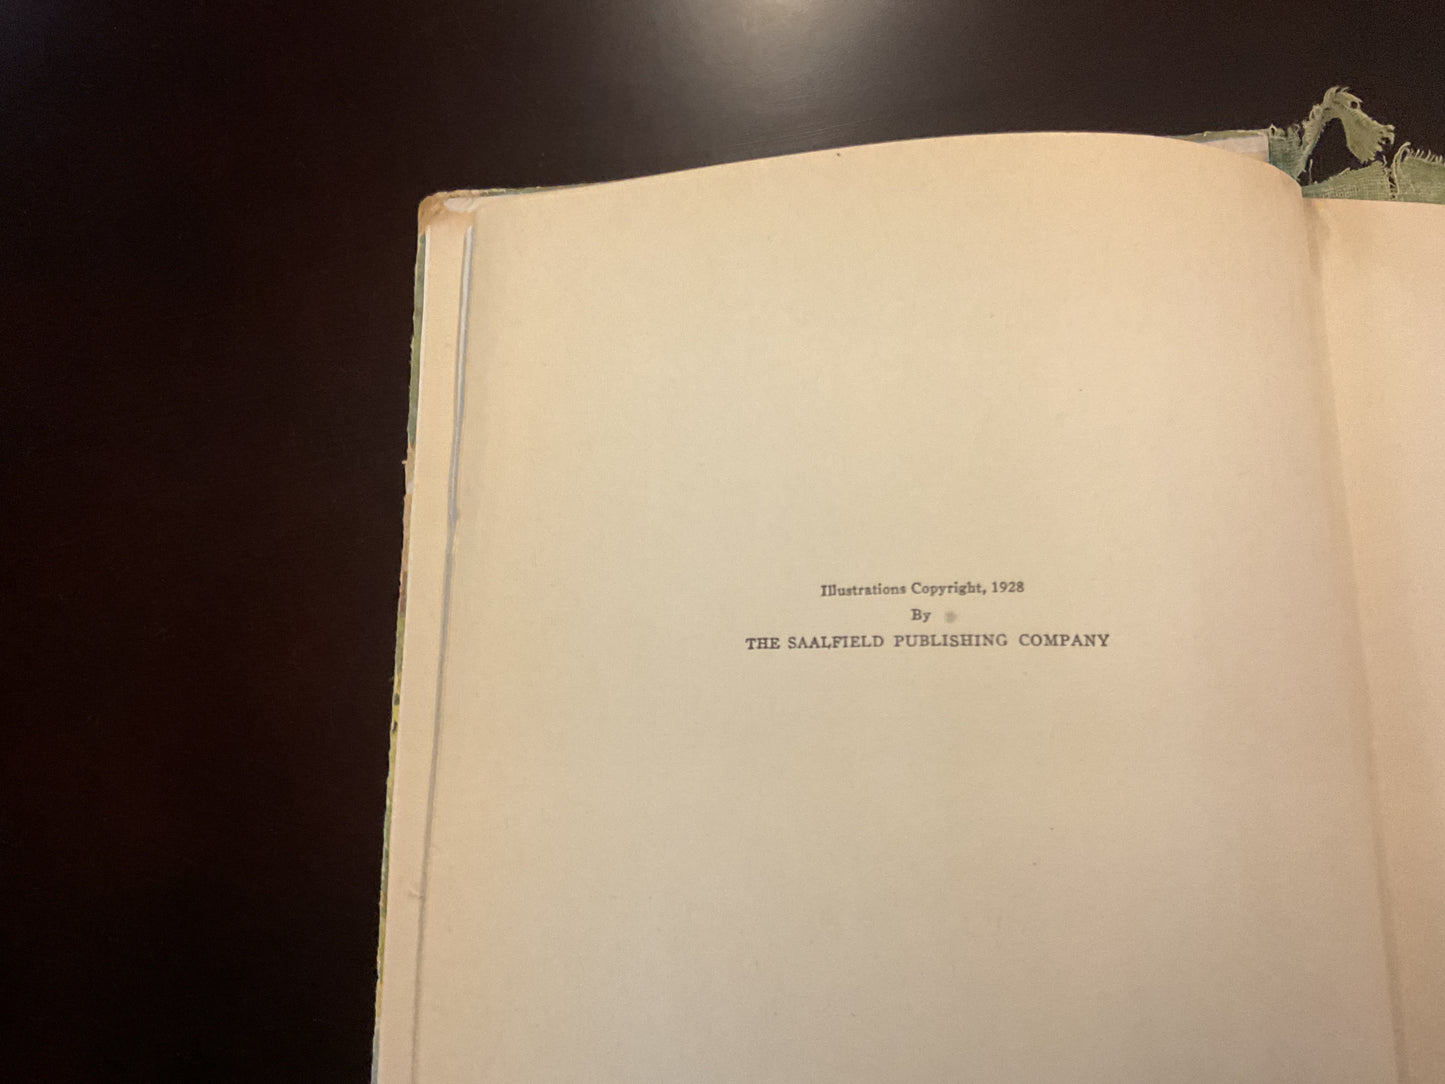 Illustrations Copyright, 1928
By
THE SAALFIELD PUBLISHING COMPANY